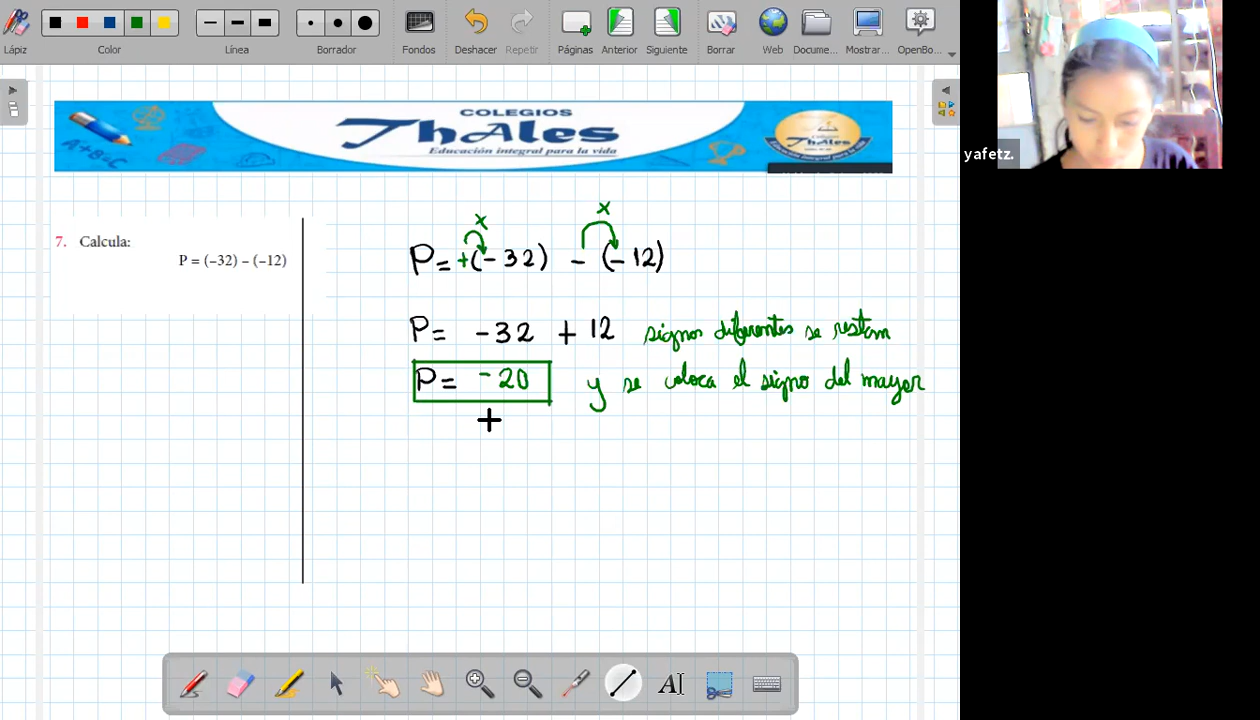 Lápiz
Color
Línea
Borrador
Fondos
Deshacer
Repetir
Páginas
Anterior
Siguiente
Borrar
Web
Docume...
Mostrar...
OpenBo...
COLEGIOS
Thales
Educación integral para la vida
A+B=C
Thales
yafetz.
7. Calcula:
P = (–32) – (–12)
x x
P= +(-32) - (-12)
P= -32 + 12 signos diferentes se restan
P= -20 y se coloca el signo del mayor